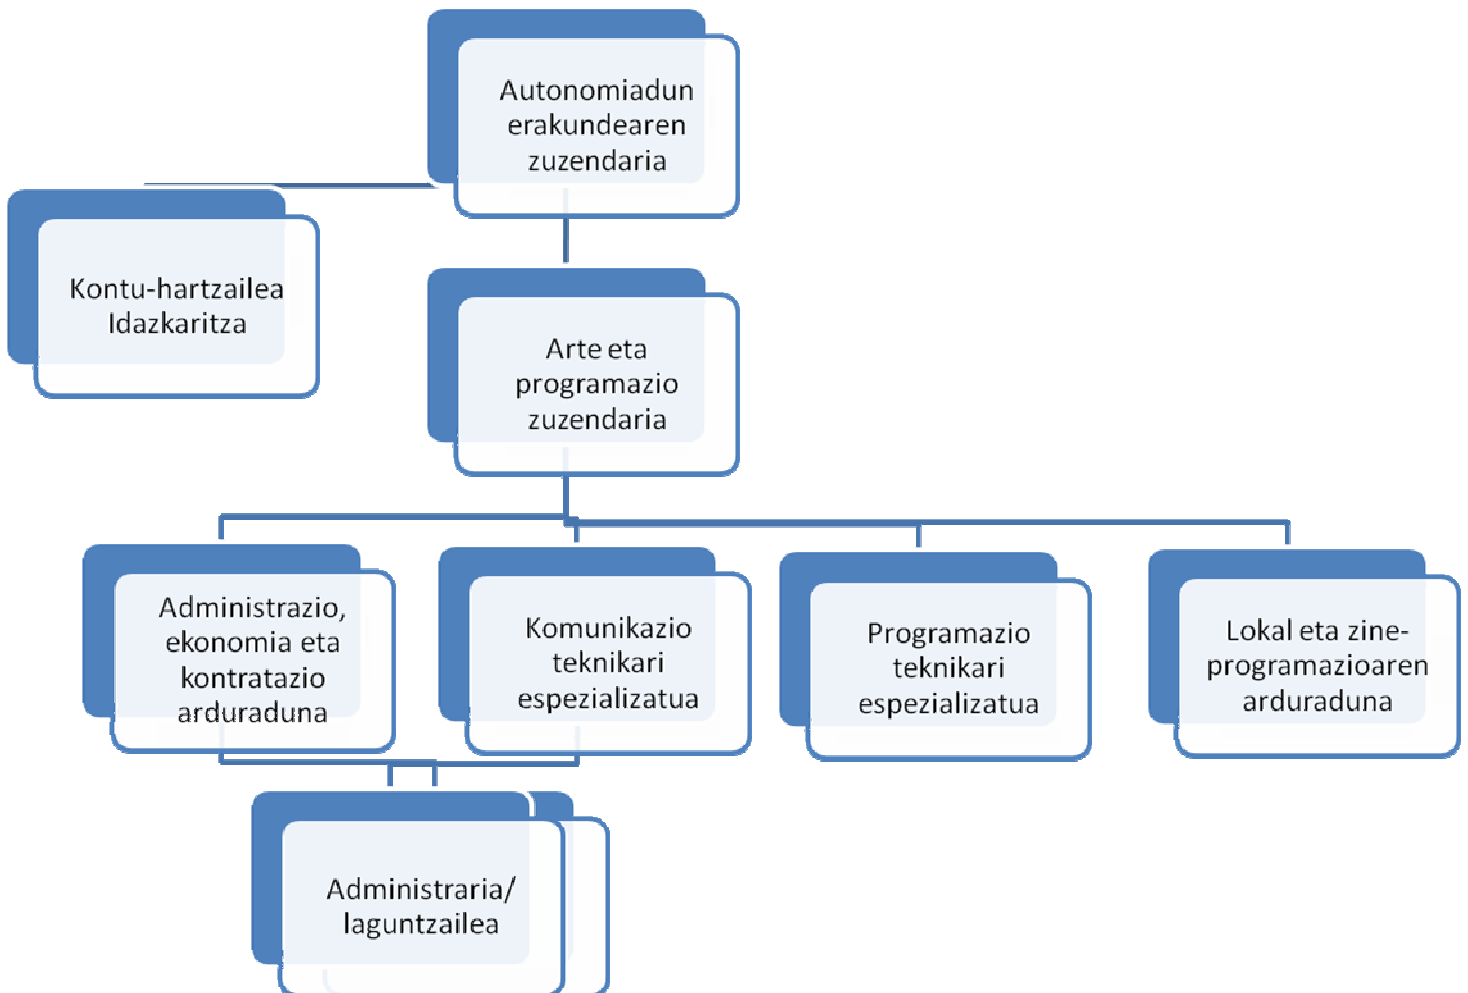 Autonomiadun
erakundearen
zuzendaria
Kontu-hartzailea
Idazkaritza
Arte eta
programazio
zuzendaria
Administrazio,
ekonomia eta
kontratazio
arduraduna
Komunikazio
teknikari
espezializatua
Programazio
teknikari
espezializatua
Lokal eta zine-
programazioaren
arduraduna
Administraria/
laguntzailea